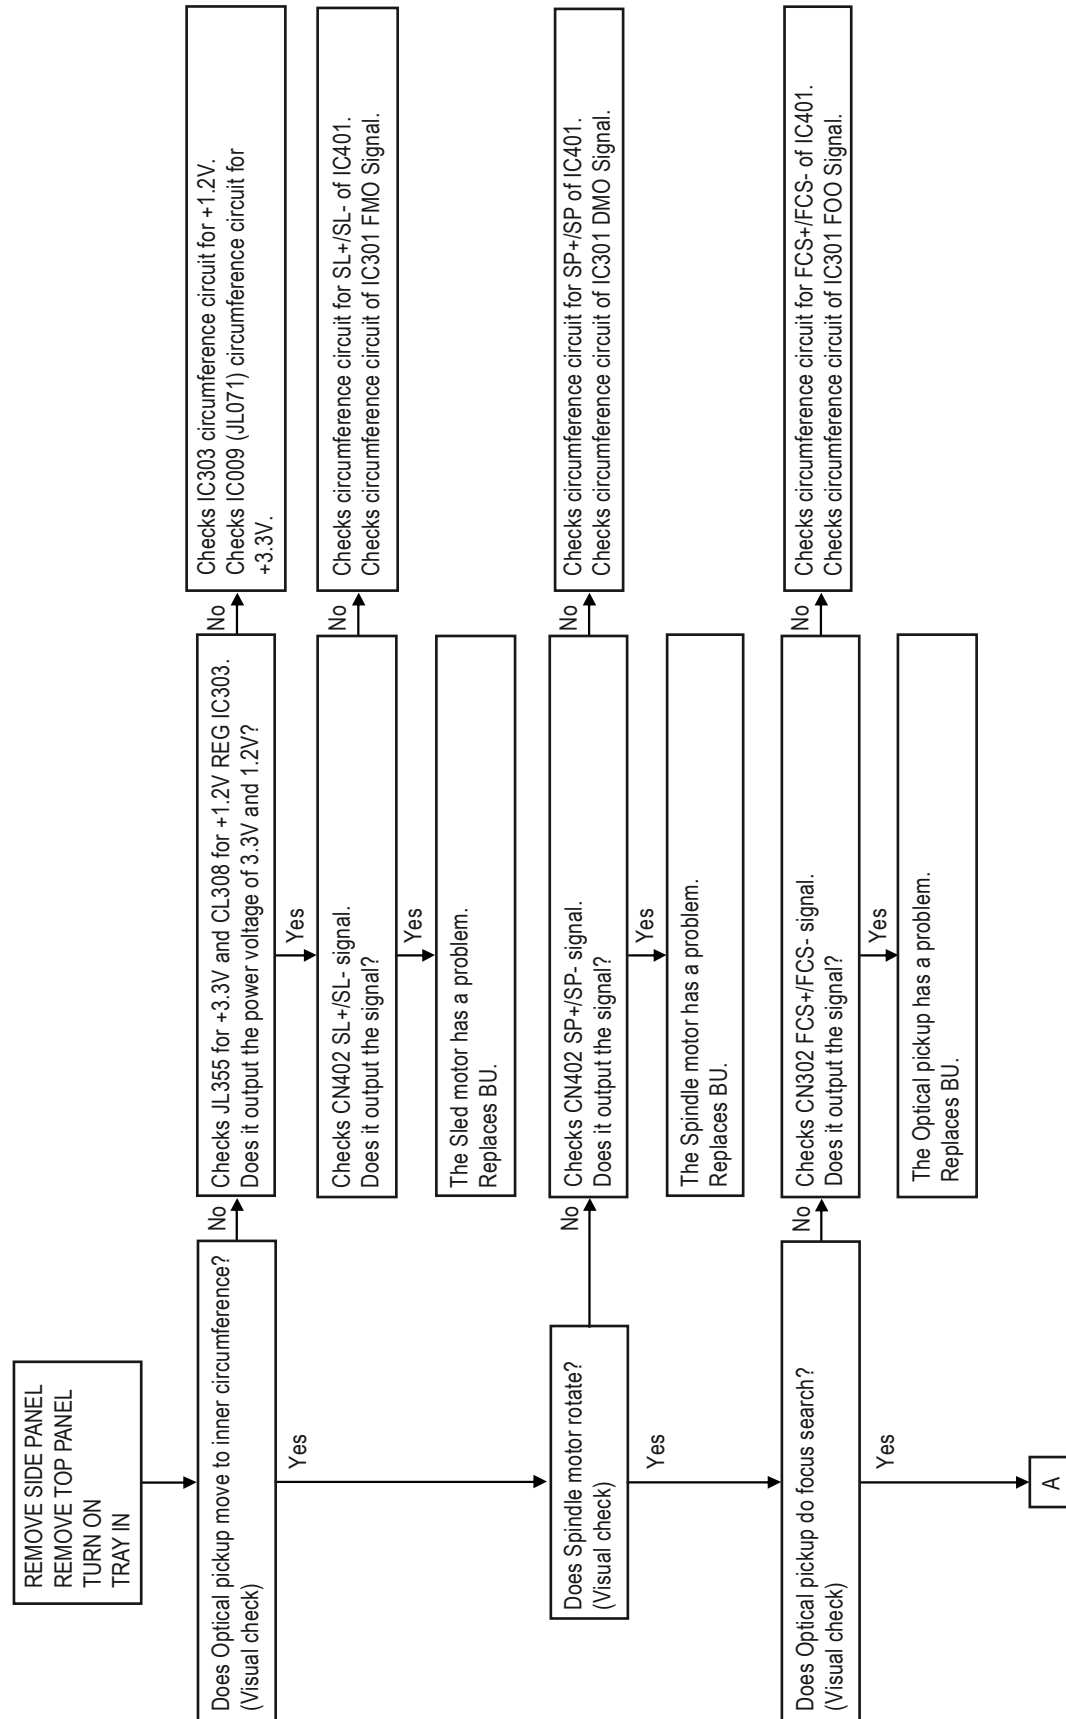 REMOVE SIDE PANEL
REMOVE TOP PANEL
TURN ON
TRAY IN
Does Optical pickup move to inner circumference?
(Visual check)
No
Checks JL355 for +3.3V and CL308 for +1.2V REG IC303.
Does it output the power voltage of 3.3V and 1.2V?
No
Checks IC303 circumference circuit for +1.2V.
Checks IC009 (JL071) circumference circuit for
+3.3V.
Yes
Checks CN402 SL+/SL- signal.
Does it output the signal?
No
Checks circumference circuit for SL+/SL- of IC401.
Checks circumference circuit of IC301 FMO Signal.
Yes
The Sled motor has a problem.
Replaces BU.
Yes
Does Spindle motor rotate?
(Visual check)
No
Checks CN402 SP+/SP- signal.
Does it output the signal?
No
Checks circumference circuit for SP+/SP of IC401.
Checks circumference circuit of IC301 DMO Signal.
Yes
The Spindle motor has a problem.
Replaces BU.
Yes
Does Optical pickup do focus search?
(Visual check)
No
Checks CN302 FCS+/FCS- signal.
Does it output the signal?
No
Checks circumference circuit for FCS+/FCS- of IC401.
Checks circumference circuit of IC301 FOO Signal.
Yes
The Optical pickup has a problem.
Replaces BU.
Yes
A